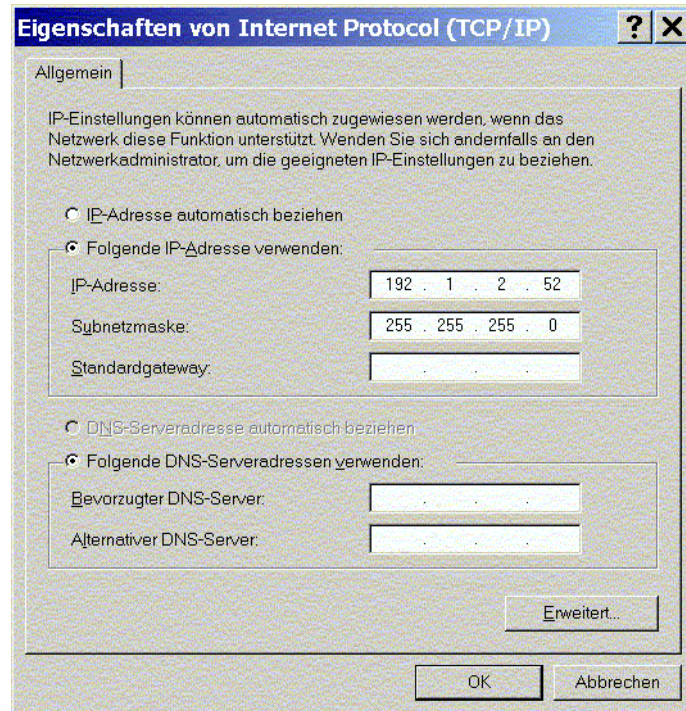 Eigenschaften von Internet Protocol (TCP/IP)
Allgemein
IP-Einstellungen können automatisch zugewiesen werden, wenn das
Netzwerk diese Funktion unterstützt. Wenden Sie sich andernfalls an den
Netzwerkadministrator, um die geeigneten IP-Einstellungen zu beziehen.
IP-Adresse automatisch beziehen
Folgende IP-Adresse verwenden:
IP-Adresse: 192 . 1 . 2 . 52
Subnetzmaske: 255 . 255 . 255 . 0
Standardgateway: . . .
DNS-Serveradresse automatisch beziehen
Folgende DNS-Serveradressen verwenden:
Bevorzugter DNS-Server: . . .
Alternativer DNS-Server: . . .
Erweitert...
OK Abbrechen